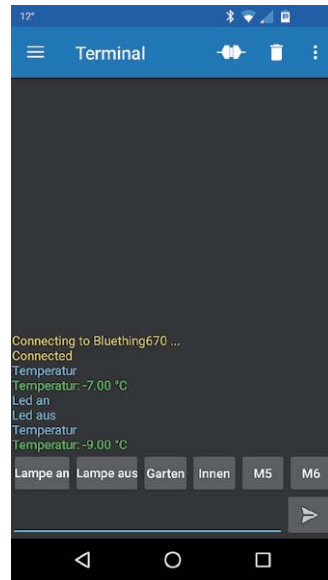 12°
Terminal
Connecting to Bluething670 ...
Connected
Temperatur
Temperatur: -7.00 °C
Led an
Led aus
Temperatur
Temperatur: -9.00 °C
Lampe an Lampe aus Garten Innen M5 M6